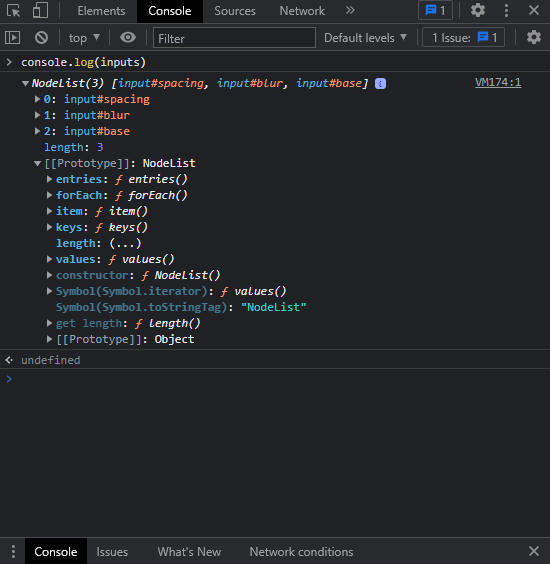 Elements Console Sources Network » 1
top ▼ Filter Default levels ▼ 1 Issue: 1
> console.log(inputs)
▼ NodeList(3) [input#spacing, input#blur, input#base] i VM174:1
▶ 0: input#spacing
▶ 1: input#blur
▶ 2: input#base
length: 3
▼ [[Prototype]]: NodeList
▶ entries: ƒ entries()
▶ forEach: ƒ forEach()
▶ item: ƒ item()
▶ keys: ƒ keys()
length: (...)
▶ values: ƒ values()
▶ constructor: ƒ NodeList()
▶ Symbol(Symbol.iterator): ƒ values()
Symbol(Symbol.toStringTag): "NodeList"
▶ get length: ƒ length()
▶ [[Prototype]]: Object
undefined
>
Console Issues What's New Network conditions